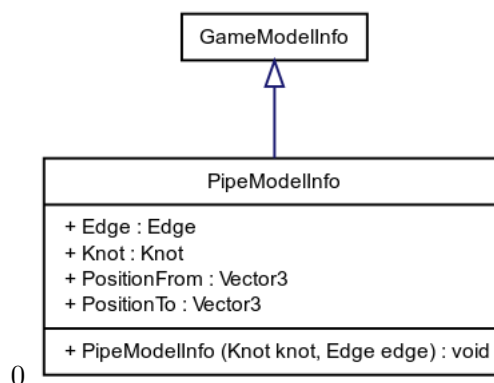 GameModelInfo
PipeModelInfo
+ Edge : Edge
+ Knot : Knot
+ PositionFrom : Vector3
+ PositionTo : Vector3
+ PipeModelInfo (Knot knot, Edge edge) : void
0